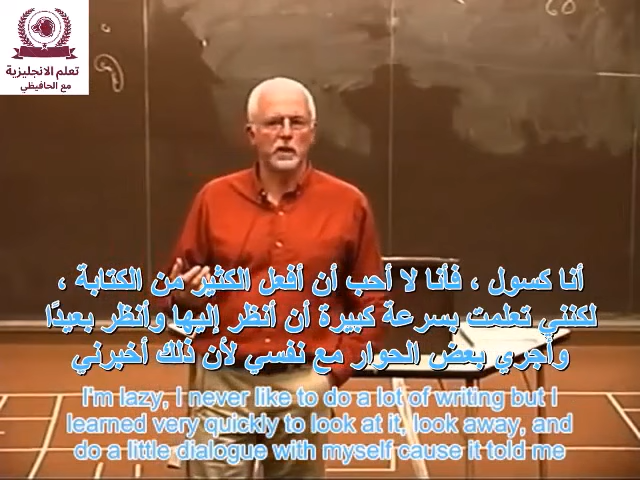 تعلم الانجليزية
مع الحافيظي
60
أنا كسول ، فأنا لا أحب أن أفعل الكثير من الكتابة ،
لكنني تعلمت بسرعة كبيرة أن أنظر إليها وأنظر بعيدًا
وأجري بعض الحوار مع نفسي لأن ذلك أخبرني
I'm lazy, I never like to do a lot of writing but I
learned very quickly to look at it, look away, and
do a little dialogue with myself cause it told me